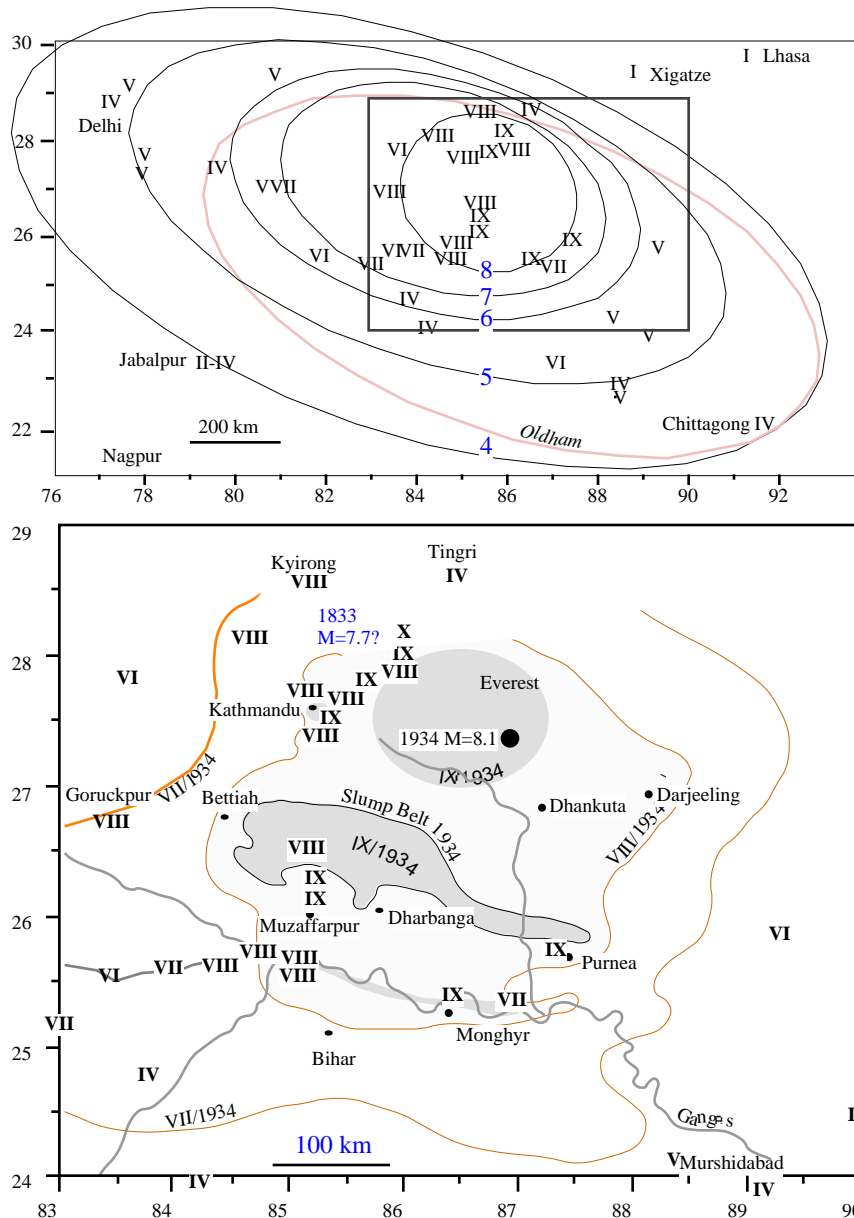 30
28
26
24
22
76
78
80
82
84
86
88
90
92
I Lhasa
I Xigatze
V
V
IV
Delhi
V
V
IV
VVII
VI
VIII
IV
IX
VIII
VI
VIII
IX
VIII
VIII
VIII
IX
IX
VIII
VI
VII
VIII
VII
IX
IX
VII
V
IV
IV
V
V
VI
IV
V
8
7
6
5
4
Jabalpur II-IV
Chittagong IV
Oldham
200 km
Nagpur
29
28
27
26
25
24
83
84
85
86
87
88
89
90
Tingri
IV
Kyirong
VIII
1833
M=7.7?
VIII
X
IX
VIII
VI
IX
VIII
VIII
Everest
Kathmandu
IX
VIII
1934 M=8.1
IX/1934
VII/1934
Goruckpur
VIII
Bettiah
Slump Belt 1934
Dhankuta
Darjeeling
VIII/1934
VIII
IX/1934
IX
IX
Muzaffarpur
Dharbanga
VI
IX
Purnea
VI
VII
VIII
VIII
VIII
VIII
IX
VII
VII
Monghyr
Bihar
IV
VII/1934
Ganges
100 km
V Murshidabad
IV
IV